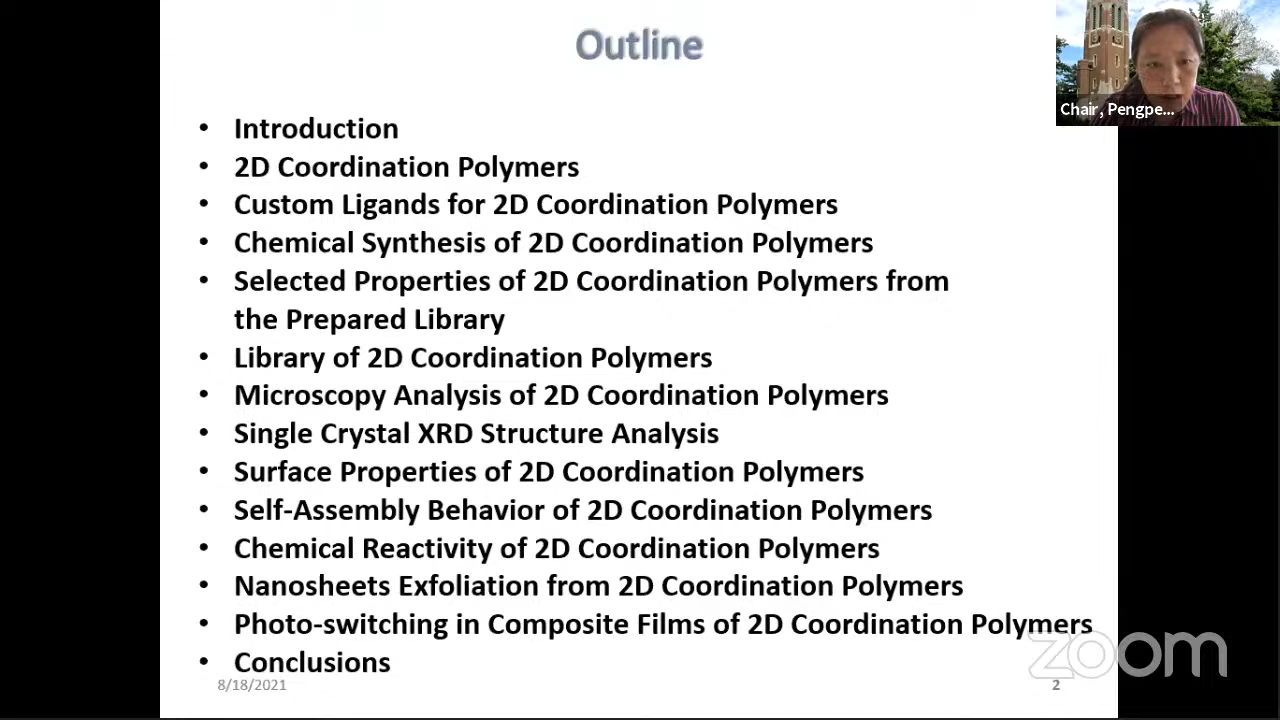 Outline
Chair, Pengpe...
• Introduction
• 2D Coordination Polymers
• Custom Ligands for 2D Coordination Polymers
• Chemical Synthesis of 2D Coordination Polymers
• Selected Properties of 2D Coordination Polymers from
the Prepared Library
• Library of 2D Coordination Polymers
• Microscopy Analysis of 2D Coordination Polymers
• Single Crystal XRD Structure Analysis
• Surface Properties of 2D Coordination Polymers
• Self-Assembly Behavior of 2D Coordination Polymers
• Chemical Reactivity of 2D Coordination Polymers
• Nanosheets Exfoliation from 2D Coordination Polymers
• Photo-switching in Composite Films of 2D Coordination Polymers
• Conclusions
zoom
8/18/2021
2